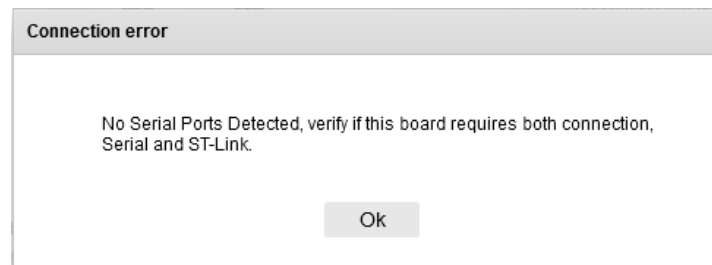 Connection error
No Serial Ports Detected, verify if this board requires both connection,
Serial and ST-Link.
Ok